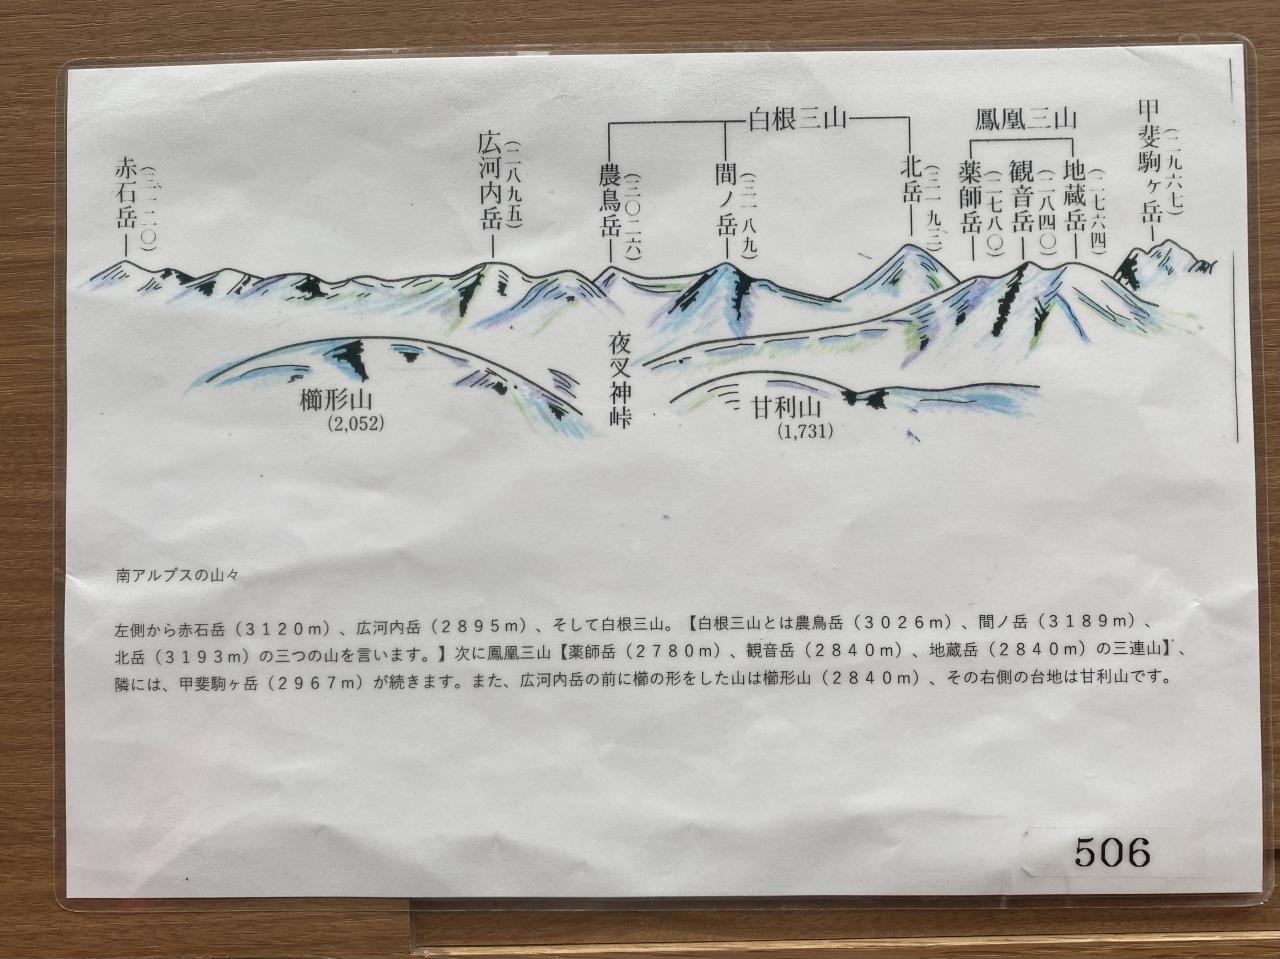 赤石岳
(三一二〇)
広河内岳
(二八九五)
白根三山
農鳥岳
(三〇二六)
間ノ岳
(三一八九)
北岳
(三一九三)
鳳凰三山
薬師岳
(二七八〇)
観音岳
(二八四〇)
地蔵岳
(二七六四)
甲斐駒ヶ岳
(二九六七)
櫛形山
(2,052)
夜叉神峠
甘利山
(1,731)
南アルプスの山々
左側から赤石岳（３１２０ｍ）、広河内岳（２８９５ｍ）、そして白根三山。【白根三山とは農鳥岳（３０２６ｍ）、間ノ岳（３１８９ｍ）、
北岳（３１９３ｍ）の三つの山を言います。】次に鳳凰三山【薬師岳（２７８０ｍ）、観音岳（２８４０ｍ）、地蔵岳（２８４０ｍ）の三連山】、
隣には、甲斐駒ヶ岳（２９６７ｍ）が続きます。また、広河内岳の前に櫛の形をした山は櫛形山（２８４０ｍ）、その右側の台地は甘利山です。
506